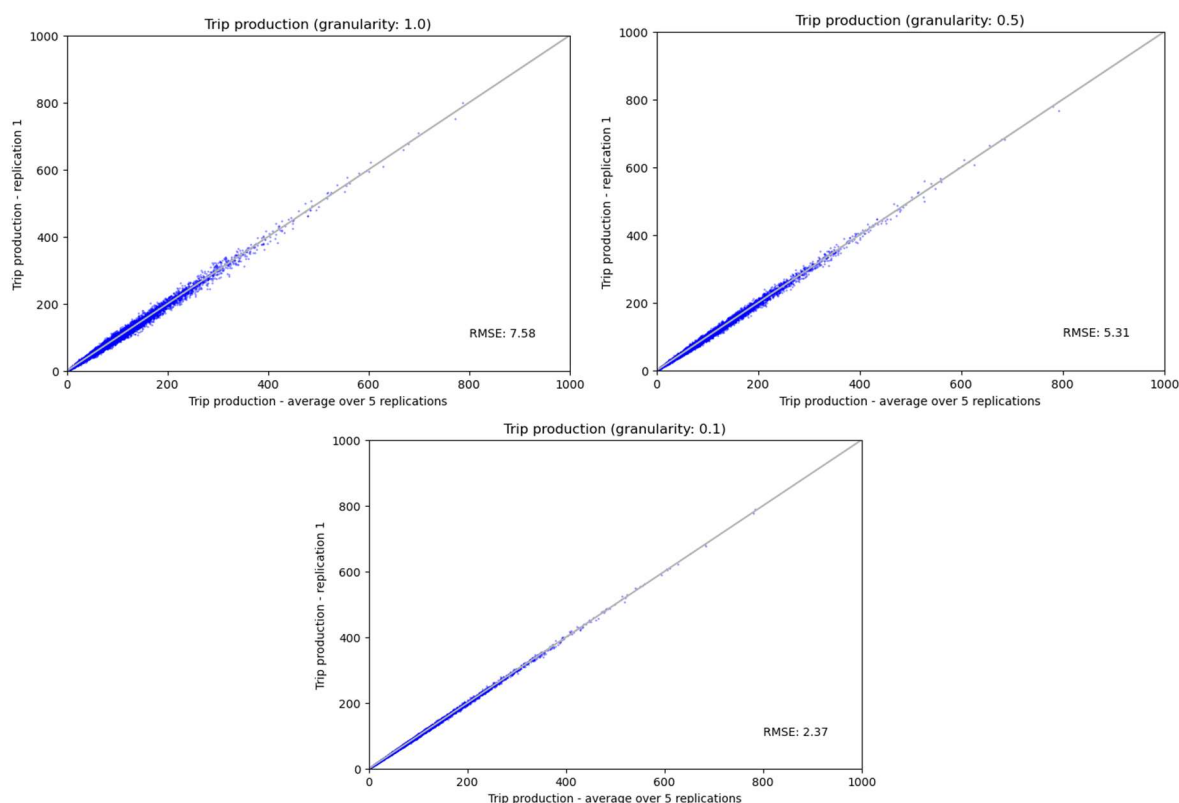 Trip production (granularity: 1.0)
1000
800
600
400
200
0
Trip production - replication 1
RMSE: 7.58
0 200 400 600 800 1000
Trip production - average over 5 replications
Trip production (granularity: 0.5)
1000
800
600
400
200
0
Trip production - replication 1
RMSE: 5.31
0 200 400 600 800 1000
Trip production - average over 5 replications
Trip production (granularity: 0.1)
1000
800
600
400
200
0
Trip production - replication 1
RMSE: 2.37
0 200 400 600 800 1000
Trip production - average over 5 replications